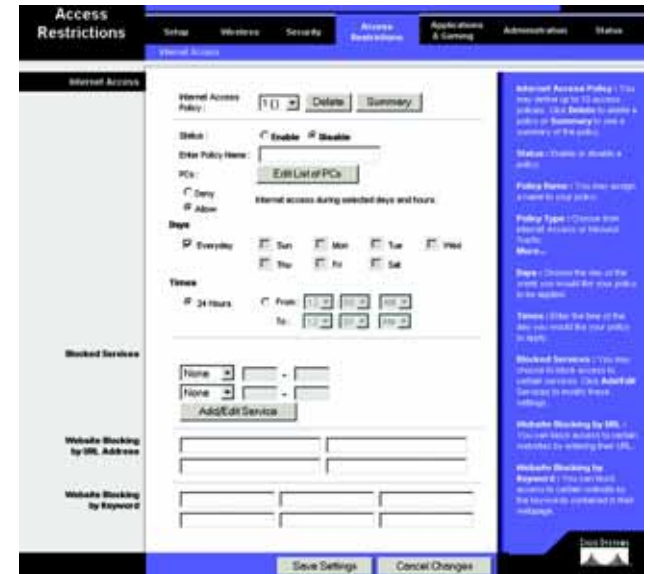 Access
Restrictions
Setup Wireless Security Access Restrictions Applications & Gaming Administration Status
Internet Access
Internet Access
Internet Access Policy : 1 () Delete Summary
Status : Enable Disable
Enter Policy Name :
PCs : Edit List of PCs
Deny
Allow
Internet access during selected days and hours.
Days
Everyday Sun Mon Tue Wed
Thu Fri Sat
Times
24 Hours From: 12 00 AM
To: 12 00 AM
Blocked Services
None -
None -
Add/Edit Service
Website Blocking
by URL Address
Website Blocking
by Keyword
Internet Access Policy : You
may define up to 10 access
policies. Click Delete to delete a
policy or Summary to see a
summary of the policy.
Status : Enable or disable a
policy.
Policy Name : You may assign
a name to your policy.
Policy Type : Choose from
Internet Access or Inbound
Traffic.
More...
Days : Choose the day of the
week you would like your policy
to be applied.
Times : Enter the time of the
day you would like your policy
to apply.
Blocked Services : You may
choose to block access to
certain services. Click Add/Edit
Services to modify these
settings.
Website Blocking by URL :
You can block access to certain
websites by entering their URL.
Website Blocking by
Keyword : You can block
access to certain website by
the keywords contained in their
webpage.
Save Settings Cancel Changes
Cisco Systems